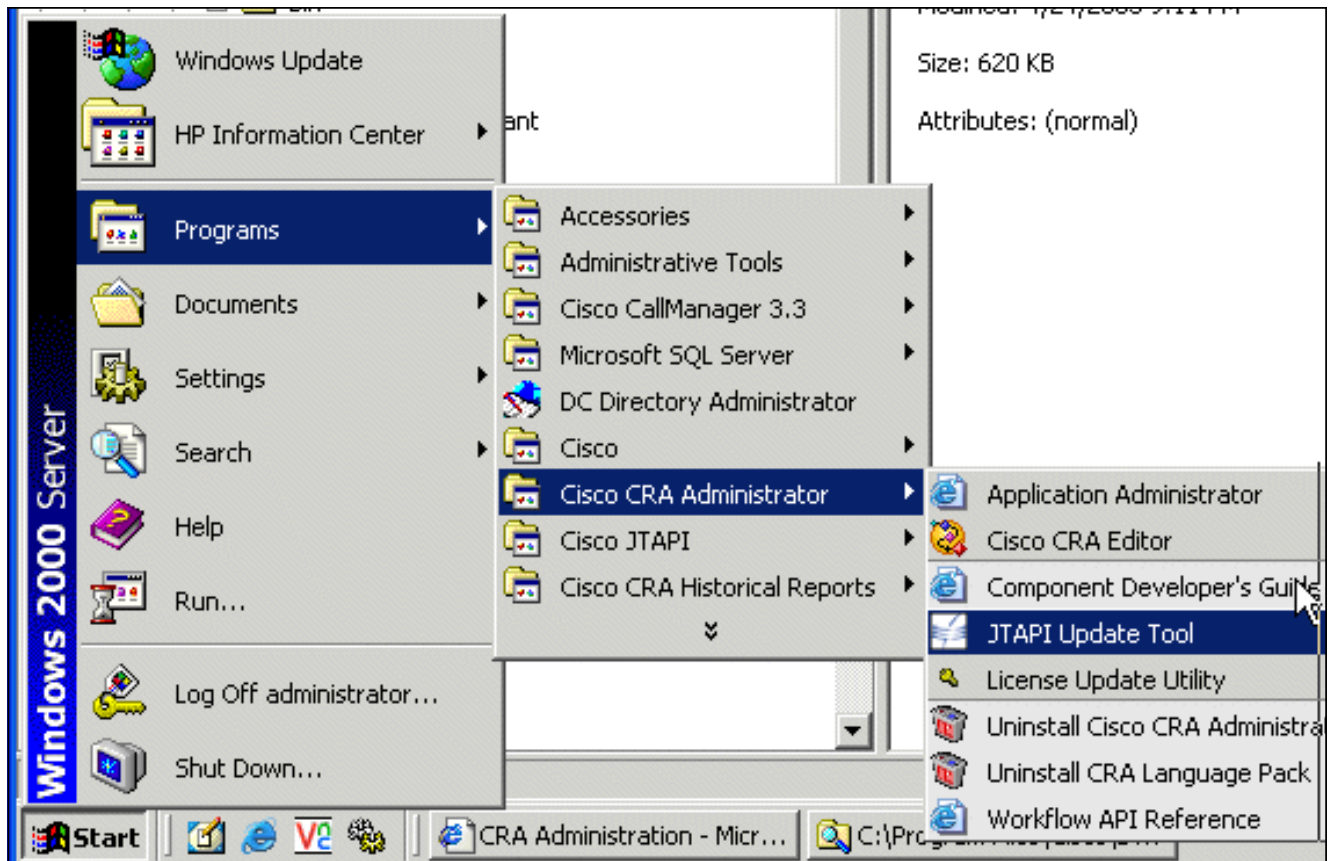 Size: 620 KB
Attributes: (normal)
ant
Windows 2000 Server
Windows Update
HP Information Center
Programs
Documents
Settings
Search
Help
Run...
Log Off administrator...
Shut Down...
Accessories
Administrative Tools
Cisco CallManager 3.3
Microsoft SQL Server
DC Directory Administrator
Cisco
Cisco CRA Administrator
Cisco JTAPI
Cisco CRA Historical Reports
Application Administrator
Cisco CRA Editor
Component Developer's Guide
JTAPI Update Tool
License Update Utility
Uninstall Cisco CRA Administra
Uninstall CRA Language Pack
Workflow API Reference
Start
CRA Administration - Micr...